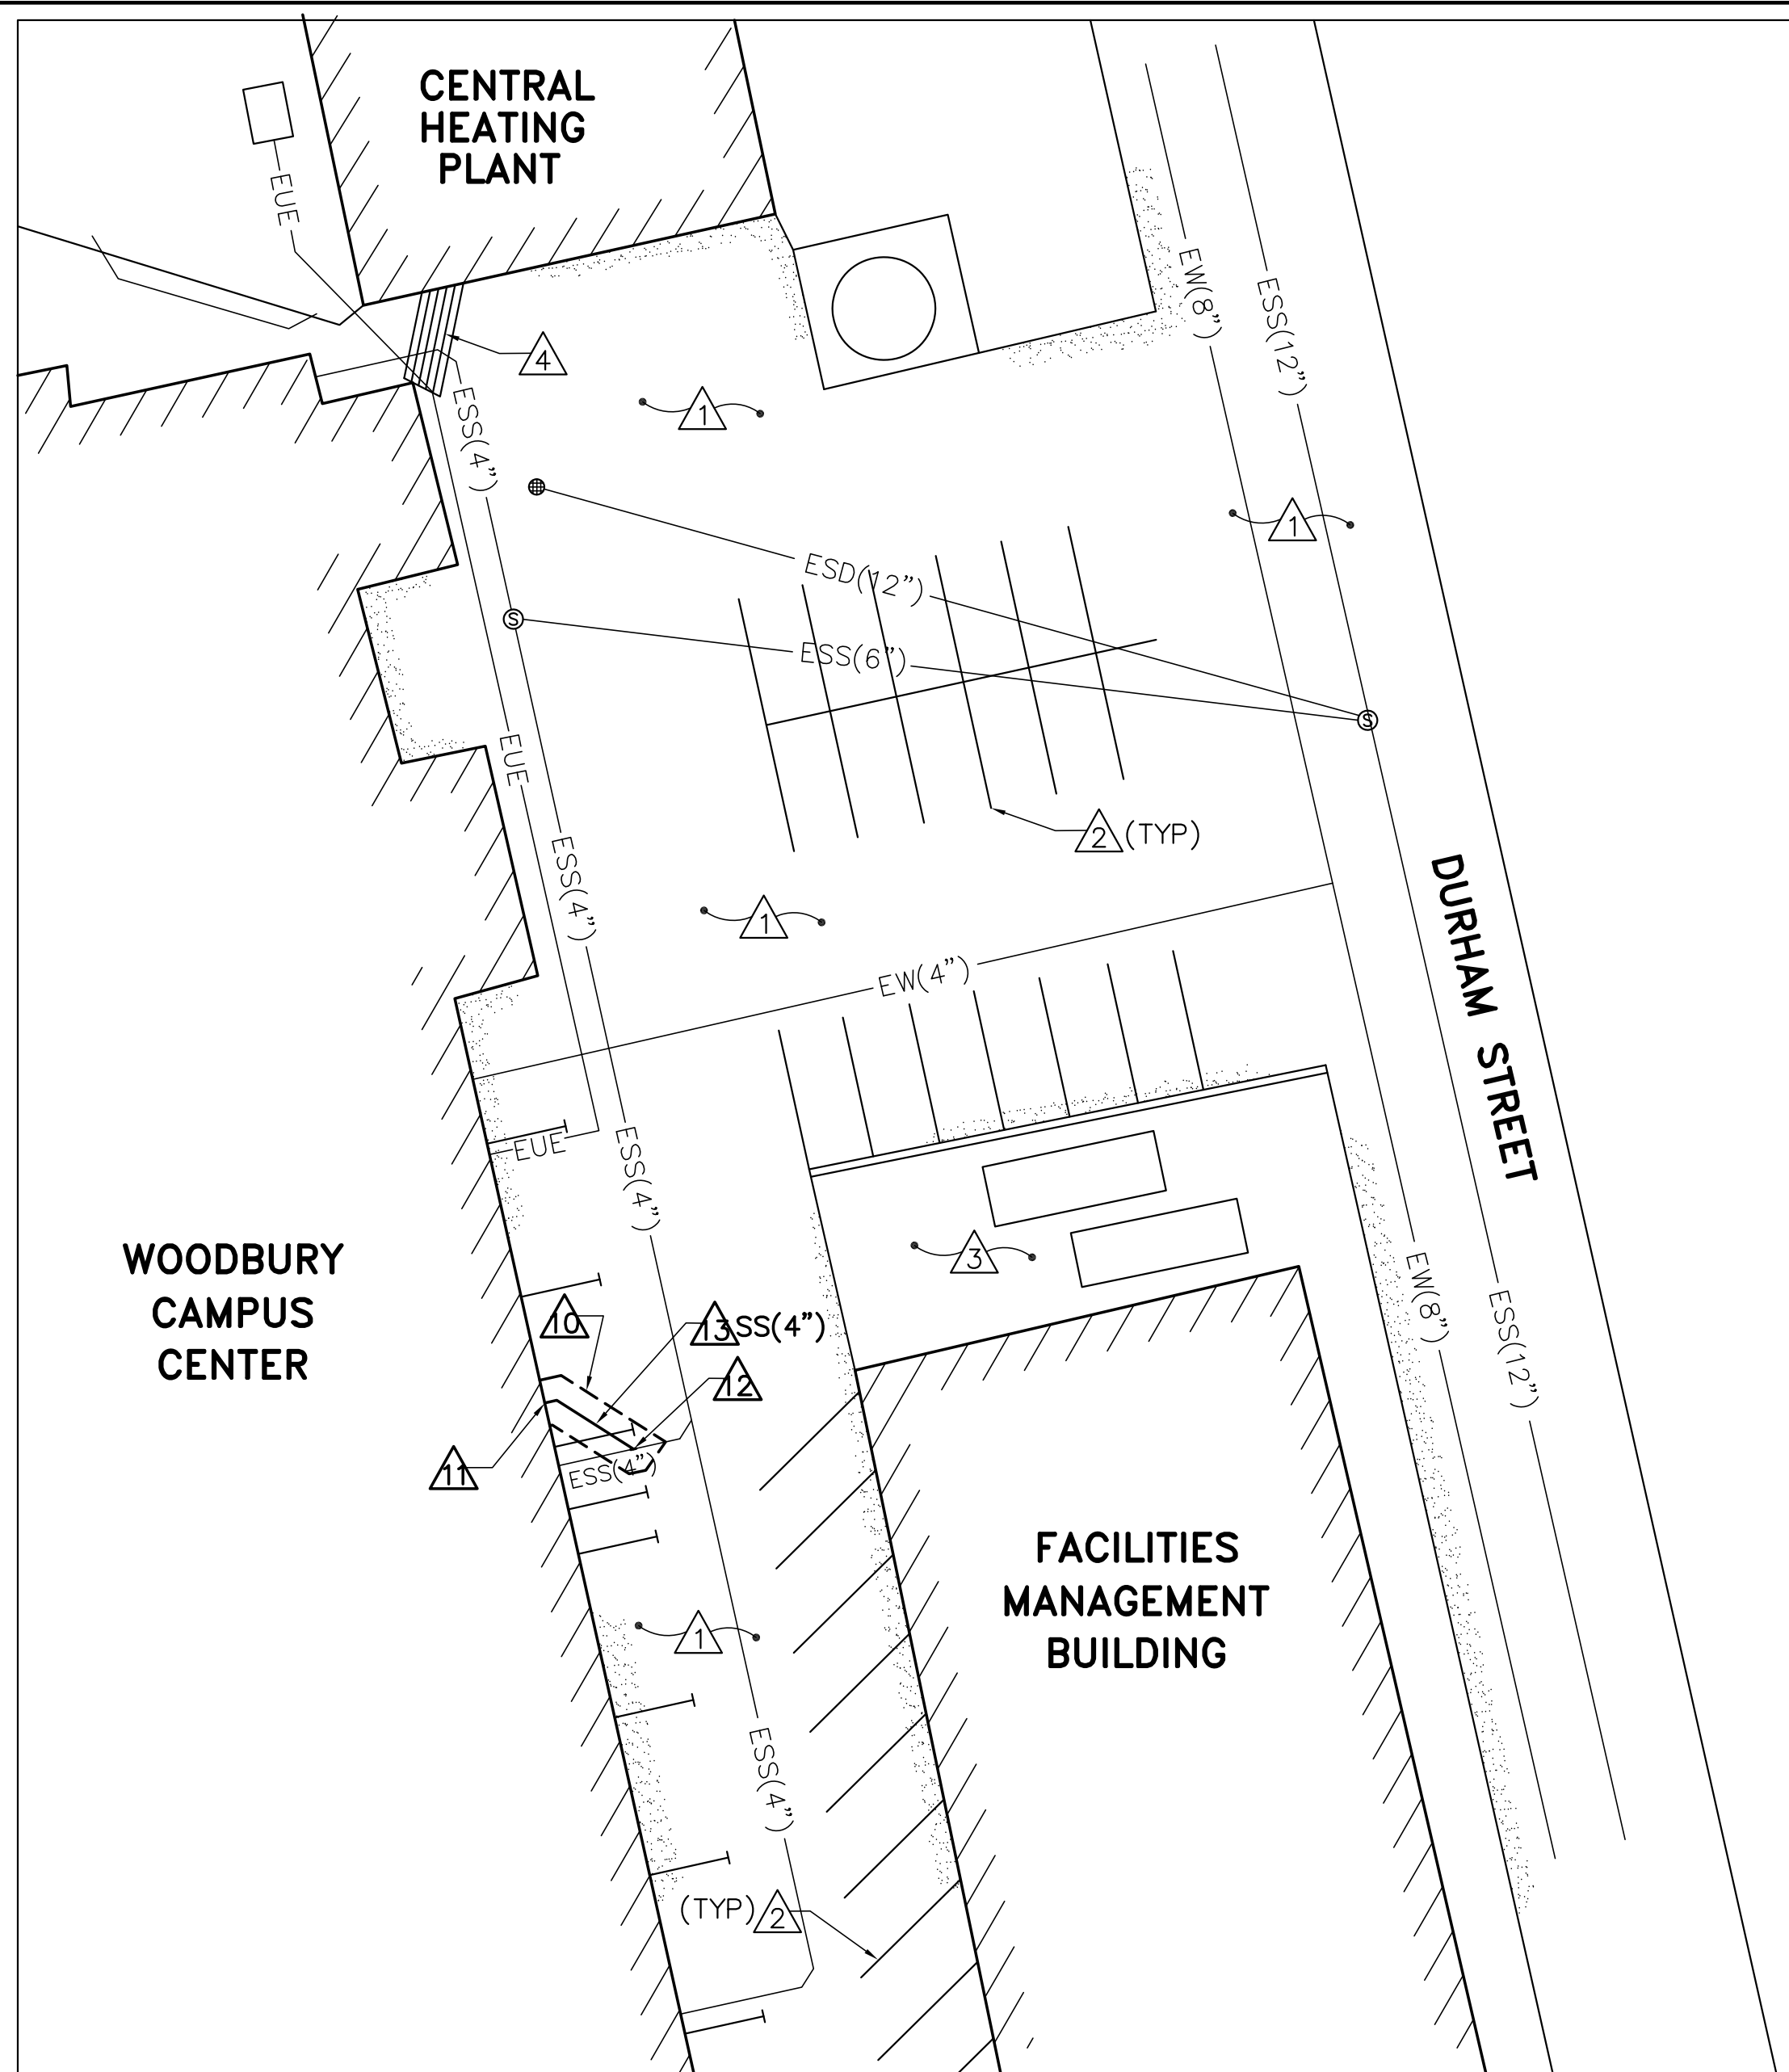 CENTRAL
HEATING
PLANT
EUE
EW(8")
ESS(12")
4
1
ESS(4")
S
1
ESD(12")
S
ESS(6")
EUE
2 (TYP)
ESS(4")
1
DURHAM STREET
EW(4")
EUE
ESS(4")
3
WOODBURY
CAMPUS
CENTER
10
13 SS(4")
12
11
ESS(4")
EW(8")
ESS(12")
FACILITIES
MANAGEMENT
BUILDING
1
ESS(4")
(TYP) 2